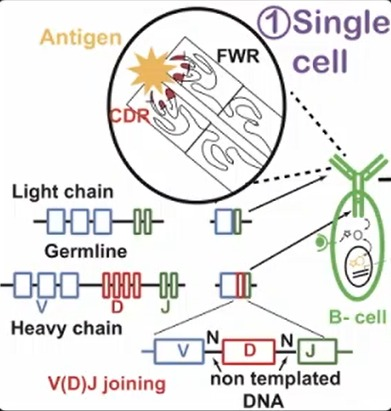 ①Single
cell
Antigen
FWR
CDR
Light chain
Germline
V D J
Heavy chain
B- cell
V N D N J
non templated
DNA
V(D)J joining